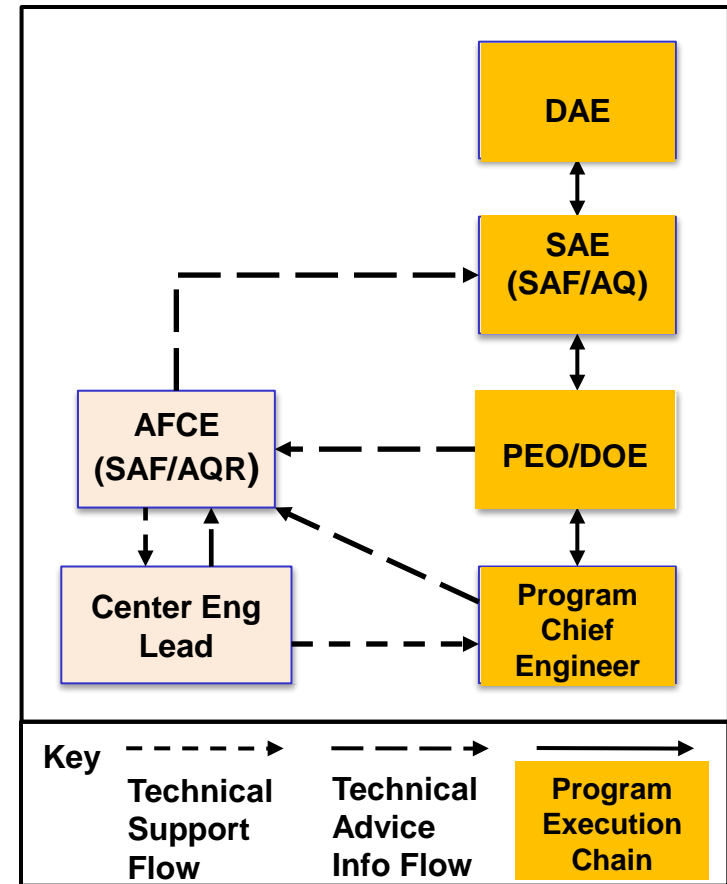 DAE
SAE
(SAF/AQ)
AFCE
(SAF/AQR)
PEO/DOE
Center Eng
Lead
Program
Chief
Engineer
Key
Technical
Support
Flow
Technical
Advice
Info Flow
Program
Execution
Chain